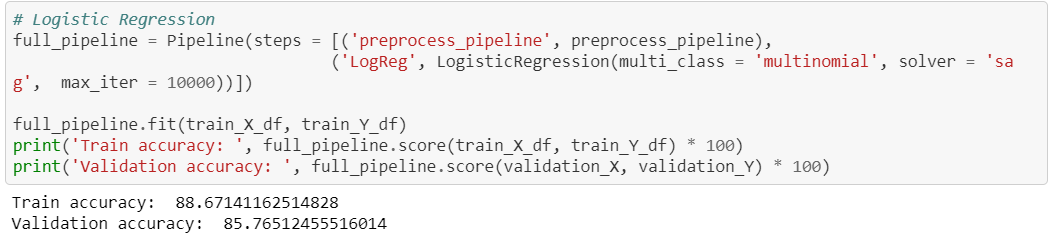 # Logistic Regression
full_pipeline = Pipeline(steps = [('preprocess_pipeline', preprocess_pipeline),
('LogReg', LogisticRegression(multi_class = 'multinomial', solver = 'sa
g',  max_iter = 10000))])
full_pipeline.fit(train_X_df, train_Y_df)
print('Train accuracy: ', full_pipeline.score(train_X_df, train_Y_df) * 100)
print('Validation accuracy: ', full_pipeline.score(validation_X, validation_Y) * 100)
Train accuracy:  88.67141162514828
Validation accuracy:  85.76512455516014